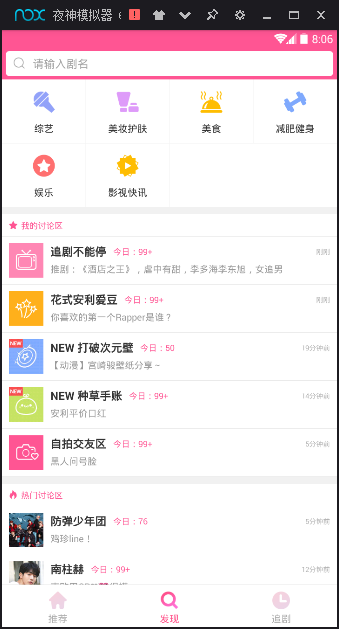 nox 夜神模拟器 6
8:06
请输入剧名
综艺 美妆护肤 美食 减肥健身
娱乐 影视快讯
我的讨论区
追剧不能停 今日：99+ 刚刚
推剧：《酒店之王》，虐中有甜，李多海李东旭，女追男
花式安利爱豆 今日：99+ 刚刚
你喜欢的第一个Rapper是谁？
NEW NEW 打破次元壁 今日：50 19分钟前
【动漫】宫崎骏壁纸分享~
NEW NEW 种草手账 今日：99+ 14分钟前
安利平价口红
自拍交友区 今日：99+ 5分钟前
黑人问号脸
热门讨论区
防弹少年团 今日：76 5分钟前
鸡珍line！
南柱赫 今日：99+ 12分钟前
推荐 发现 追剧